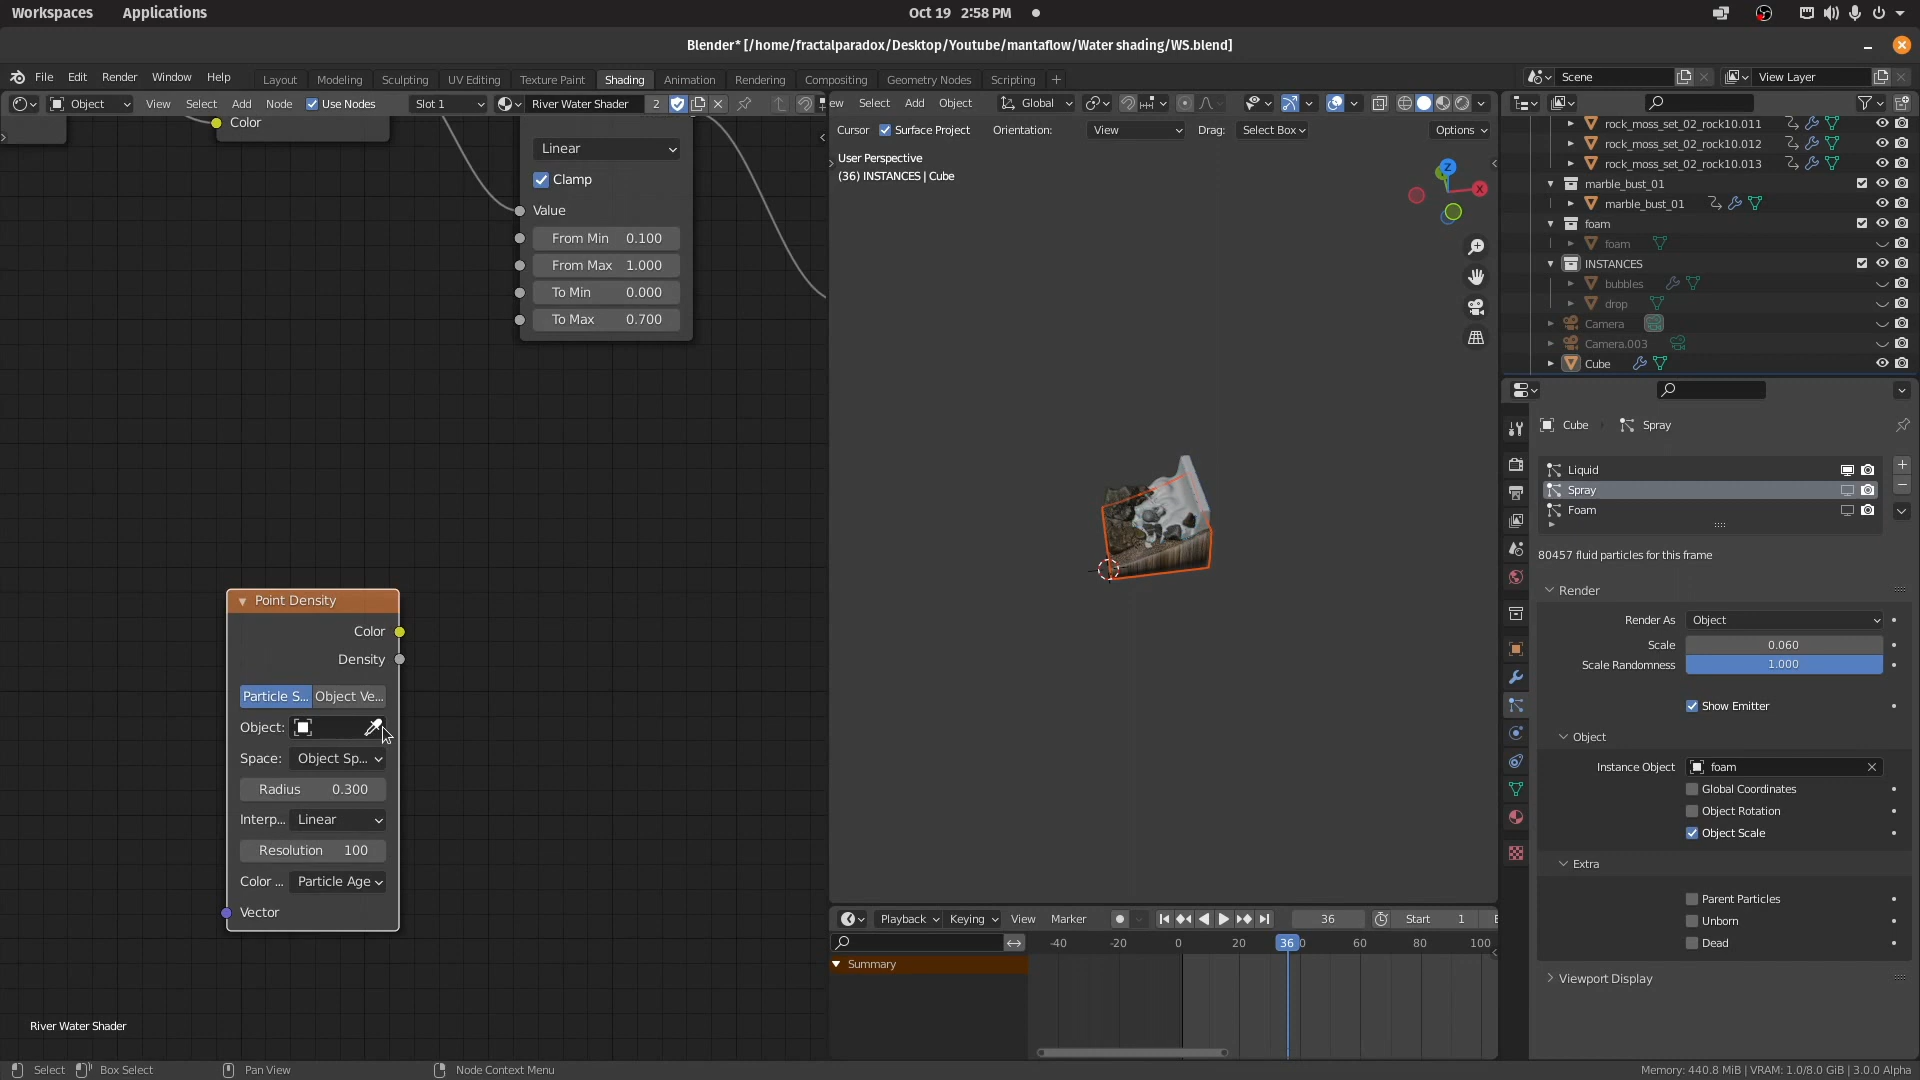 Workspaces Applications Oct 19 2:58 PM
Blender* [/home/fractalparadox/Desktop/Youtube/mantaflow/Water shading/WS.blend]
File Edit Render Window Help Layout Modeling Sculpting UV Editing Texture Paint Shading Animation Rendering Compositing Geometry Nodes Scripting + Scene View Layer
Object View Select Add Node Use Nodes Slot 1 River Water Shader 2
ew Select Add Object Global
Cursor Surface Project Orientation: View Drag: Select Box Options
User Perspective
(36) INSTANCES | Cube
Color
Linear
Clamp
Value
From Min 0.100
From Max 1.000
To Min 0.000
To Max 0.700
Point Density
Color
Density
Particle S... Object Ve...
Object:
Space: Object Sp...
Radius 0.300
Interp... Linear
Resolution 100
Color ... Particle Age
Vector
River Water Shader
Z
X
Playback Keying View Marker 36 Start 1 E
-40 -20 0 20 36 0 60 80 100
Summary
rock_moss_set_02_rock10.011
rock_moss_set_02_rock10.012
rock_moss_set_02_rock10.013
marble_bust_01
marble_bust_01
foam
foam
INSTANCES
bubbles
drop
Camera
Camera.003
Cube
Cube Spray
Liquid
Spray
Foam
80457 fluid particles for this frame
Render
Render As Object
Scale 0.060
Scale Randomness 1.000
Show Emitter
Object
Instance Object foam
Global Coordinates
Object Rotation
Object Scale
Extra
Parent Particles
Unborn
Dead
Viewport Display
Select Box Select Pan View Node Context Menu Memory: 440.8 MiB | VRAM: 1.0/8.0 GiB | 3.0.0 Alpha